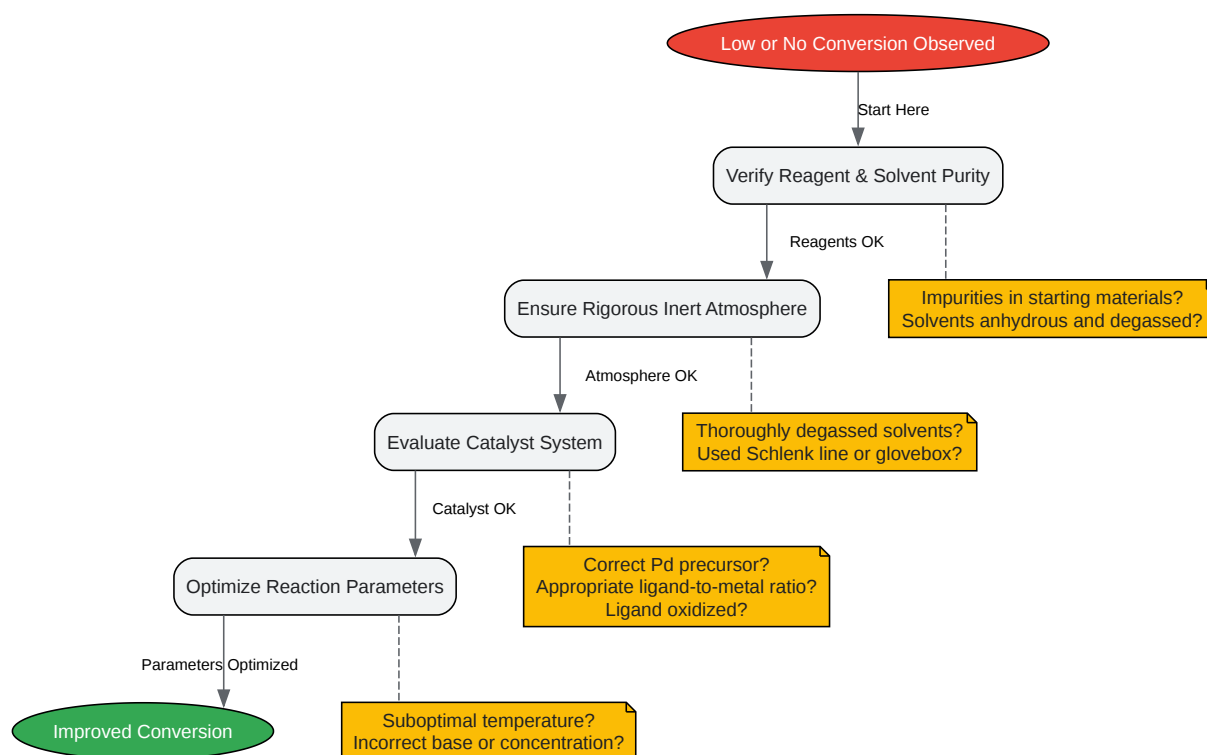 Low or No Conversion Observed
Start Here
Verify Reagent & Solvent Purity
Reagents OK
Impurities in starting materials?
Solvents anhydrous and degassed?
Ensure Rigorous Inert Atmosphere
Atmosphere OK
Thoroughly degassed solvents?
Used Schlenk line or glovebox?
Evaluate Catalyst System
Catalyst OK
Correct Pd precursor?
Appropriate ligand-to-metal ratio?
Ligand oxidized?
Optimize Reaction Parameters
Parameters Optimized
Suboptimal temperature?
Incorrect base or concentration?
Improved Conversion